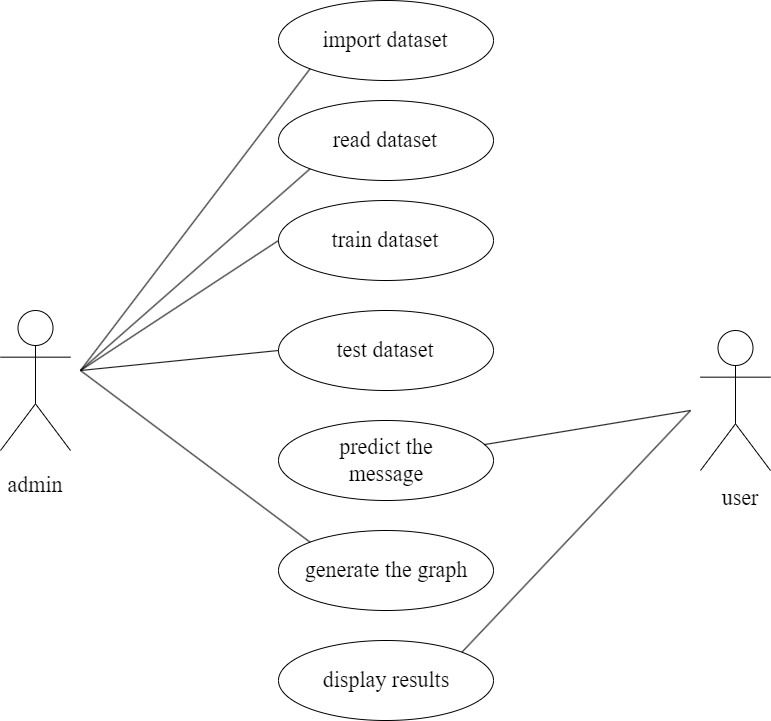 import dataset
read dataset
train dataset
test dataset
predict the
message
admin
user
generate the graph
display results